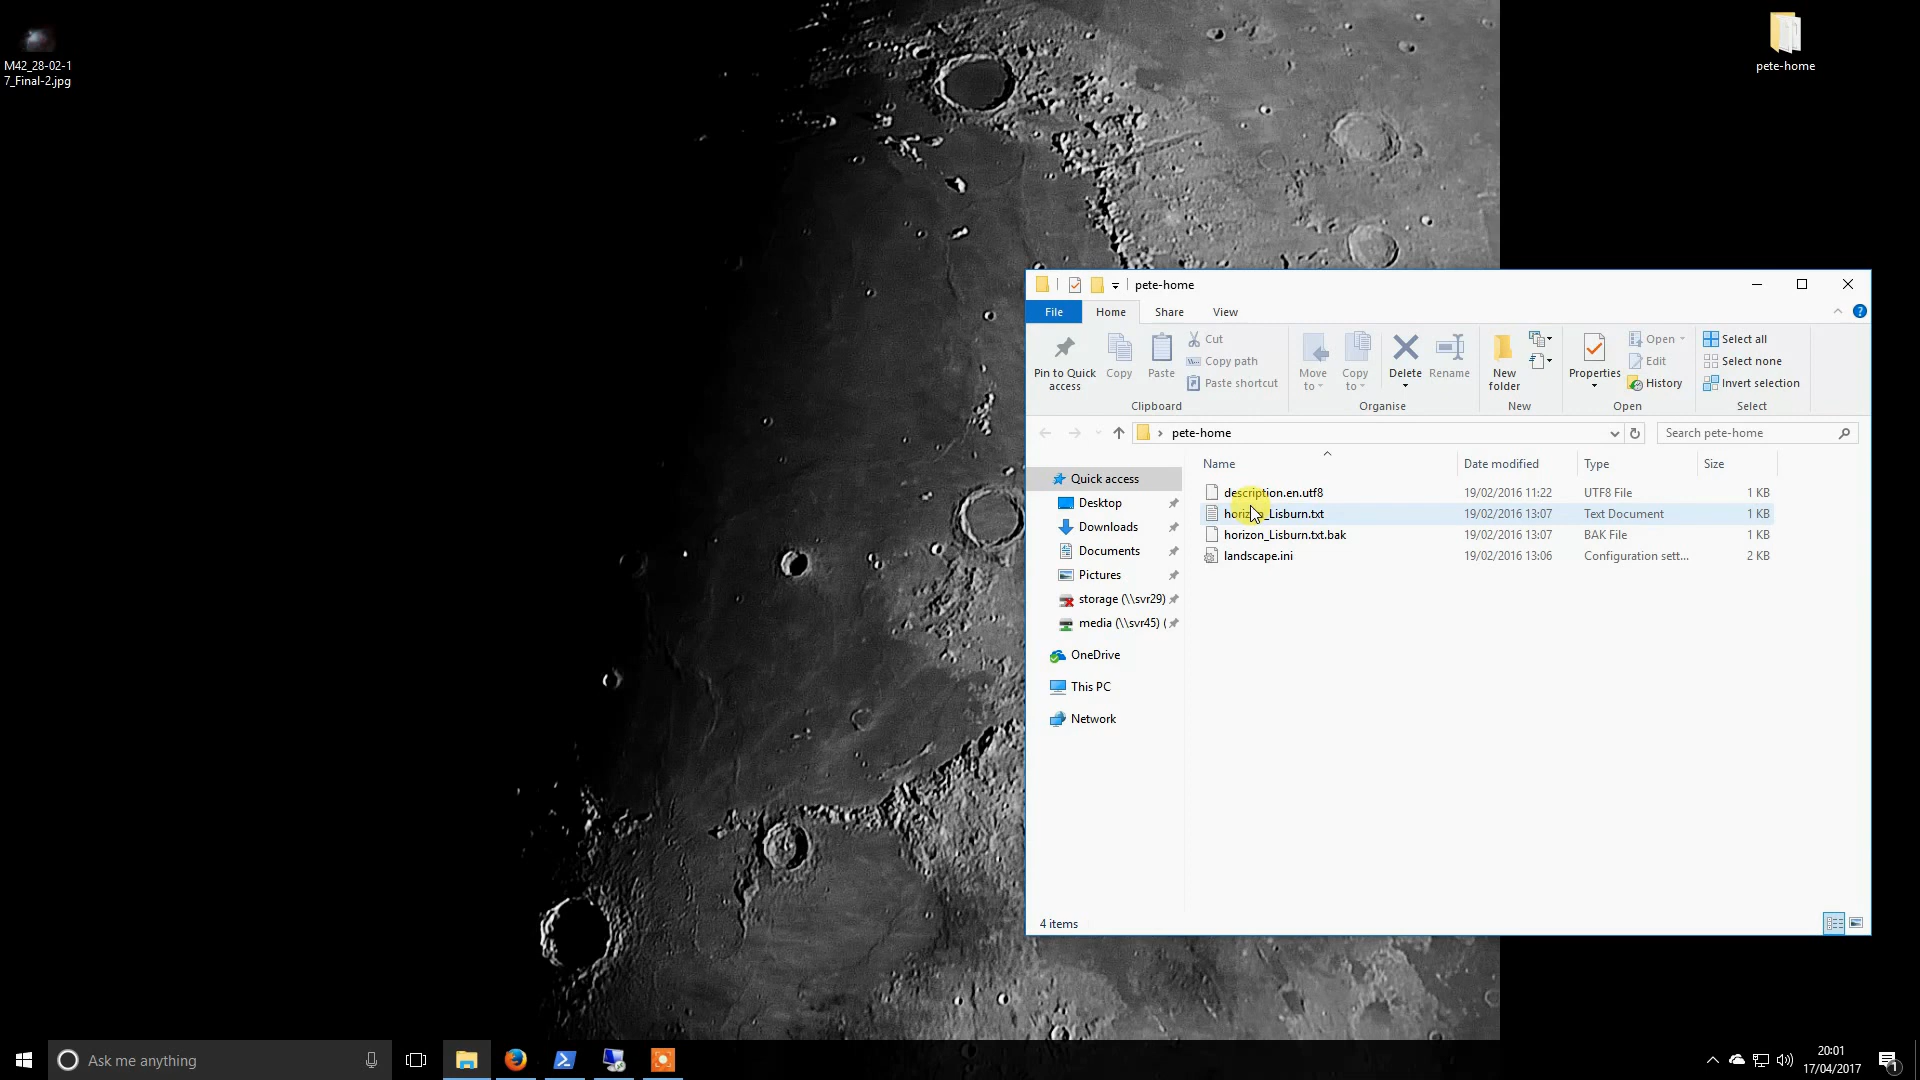 M42_28-02-1
7_Final-2.jpg
pete-home
pete-home
File Home Share View
Pin to Quick
access
Copy
Paste
Cut
Copy path
Paste shortcut
Clipboard
Move
to
Copy
to
Delete
Rename
Organise
New
folder
New
Properties
Open
Edit
History
Open
Select all
Select none
Invert selection
Select
pete-home
Search pete-home
Name Date modified Type Size
Quick access
Desktop
Downloads
Documents
Pictures
storage (\\svr29)
media (\\svr45) (
OneDrive
This PC
Network
description.en.utf8 19/02/2016 11:22 UTF8 File 1 KB
horizon_Lisburn.txt 19/02/2016 13:07 Text Document 1 KB
horizon_Lisburn.txt.bak 19/02/2016 13:07 BAK File 1 KB
landscape.ini 19/02/2016 13:06 Configuration sett... 2 KB
4 items
Ask me anything
20:01
17/04/2017
1